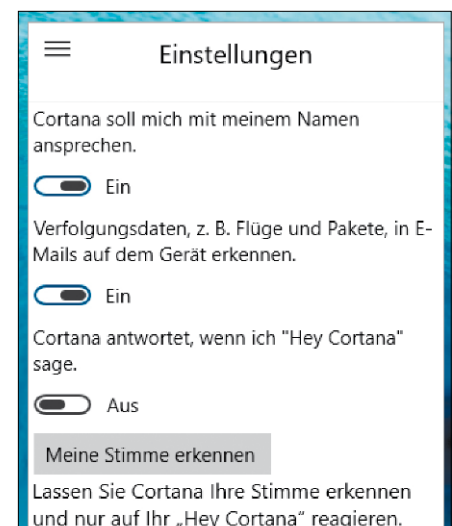 Einstellungen
Cortana soll mich mit meinem Namen
ansprechen.
Ein
Verfolgungsdaten, z. B. Flüge und Pakete, in E-
Mails auf dem Gerät erkennen.
Ein
Cortana antwortet, wenn ich "Hey Cortana"
sage.
Aus
Meine Stimme erkennen
Lassen Sie Cortana Ihre Stimme erkennen
und nur auf Ihr „Hey Cortana" reagieren.